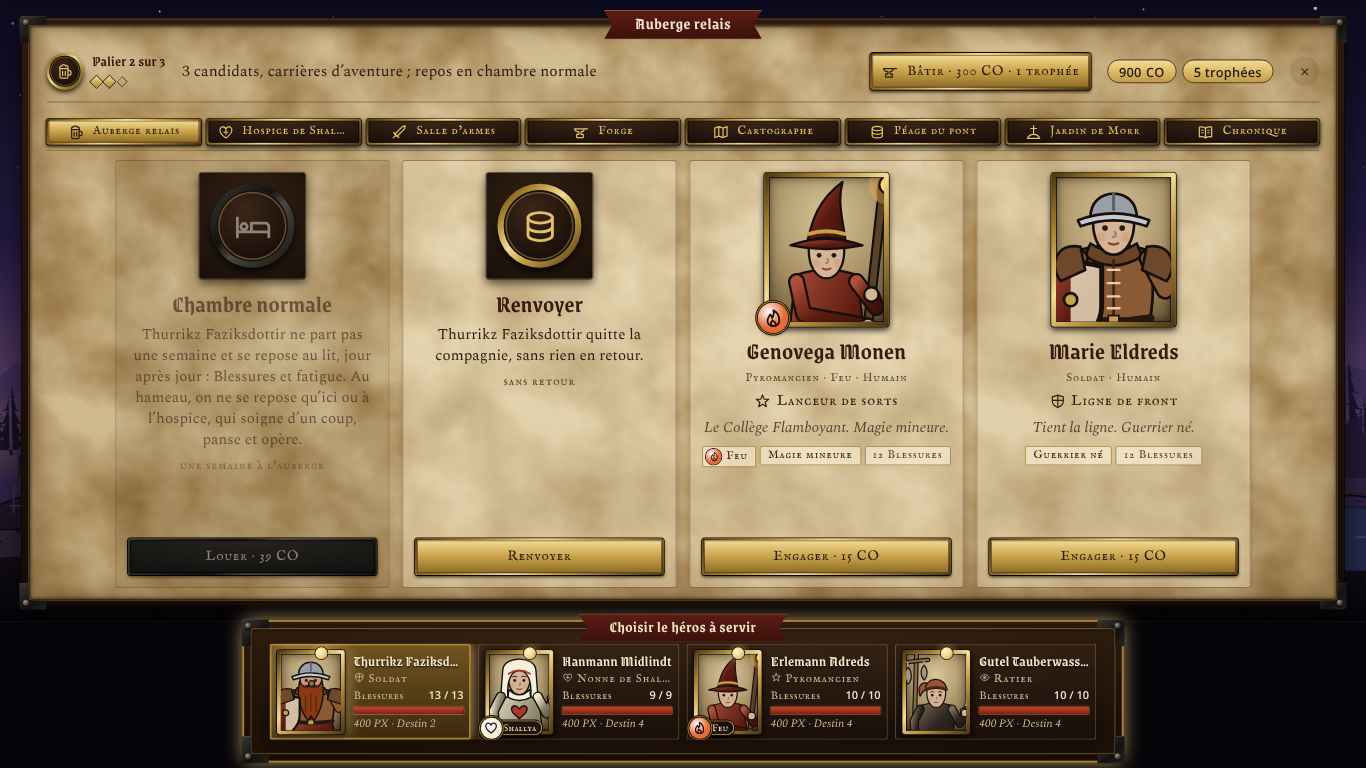 Auberge relais
Palier 2 sur 3
3 candidats, carrières d'aventure ; repos en chambre normale
Bâtir · 300 CO · 1 trophée
900 CO
5 trophées
×
Auberge relais
Hospice de Shal…
Salle d'armes
Forge
Cartographe
Péage du pont
Jardin de Morr
Chronique
Chambre normale
Thurrikz Faziksdottir ne part pas
une semaine et se repose au lit, jour
après jour : Blessures et fatigue. Au
hameau, on ne se repose qu'ici ou à
l'hospice, qui soigne d'un coup,
panse et opère.
une semaine à l'auberge
Louer · 39 CO
Renvoyer
Thurrikz Faziksdottir quitte la
compagnie, sans rien en retour.
sans retour
Renvoyer
Genovega Monen
Pyromancien · Feu · Humain
Lanceur de sorts
Le Collège Flamboyant. Magie mineure.
Feu
Magie mineure
12 Blessures
Engager · 15 CO
Marie Eldreds
Soldat · Humain
Ligne de front
Tient la ligne. Guerrier né.
Guerrier né
12 Blessures
Engager · 15 CO
Choisir le héros à servir
Thurrikz Faziksd…
Soldat
Blessures 13 / 13
400 PX · Destin 2
Hanmann Midlindt
Nonne de Shal…
Blessures 9 / 9
400 PX · Destin 4
Shallya
Erlemann Adreds
Pyromancien
Blessures 10 / 10
400 PX · Destin 4
Feu
Gutel Tauberwass…
Ratier
Blessures 10 / 10
400 PX · Destin 4